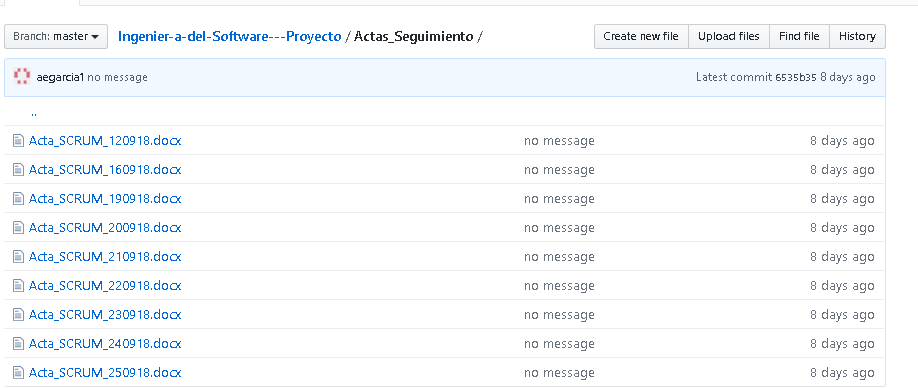 Branch: master Ingenier-a-del-Software---Proyecto / Actas_Seguimiento / Create new file Upload files Find file History
aegarcia1 no message Latest commit 6535b35 8 days ago
..
Acta_SCRUM_120918.docx no message 8 days ago
Acta_SCRUM_160918.docx no message 8 days ago
Acta_SCRUM_190918.docx no message 8 days ago
Acta_SCRUM_200918.docx no message 8 days ago
Acta_SCRUM_210918.docx no message 8 days ago
Acta_SCRUM_220918.docx no message 8 days ago
Acta_SCRUM_230918.docx no message 8 days ago
Acta_SCRUM_240918.docx no message 8 days ago
Acta_SCRUM_250918.docx no message 8 days ago